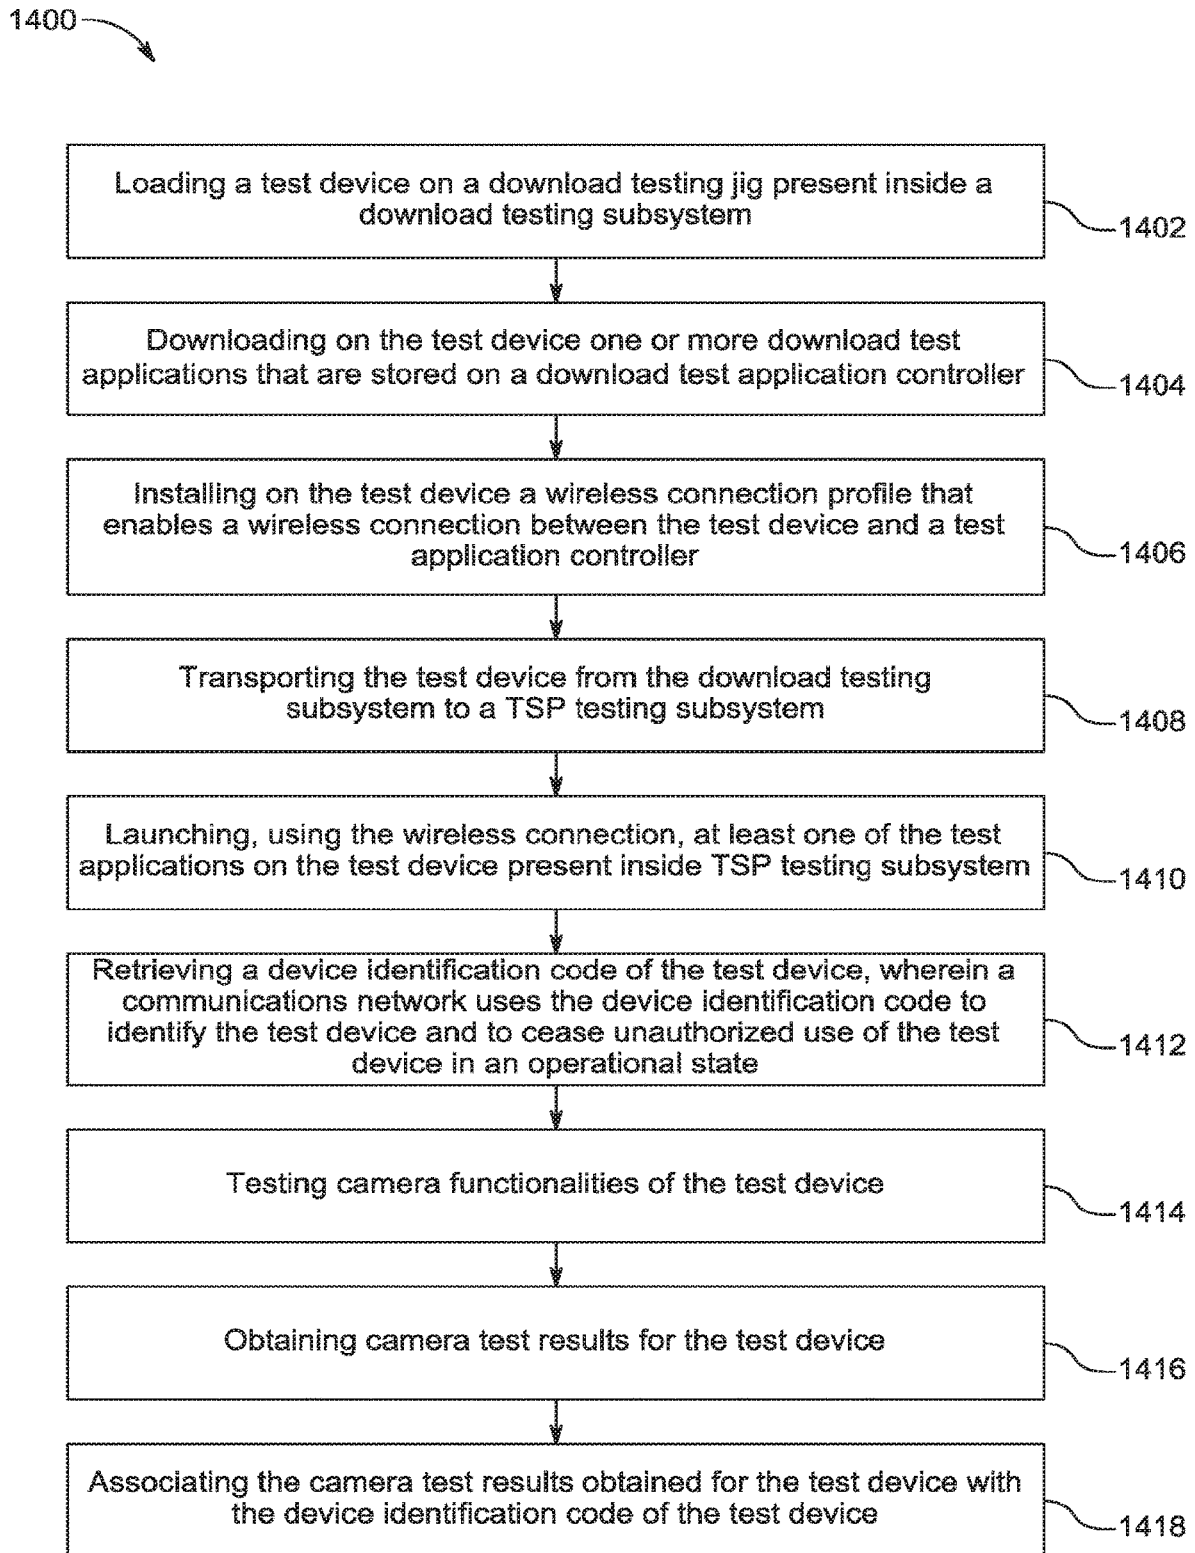 1400
Loading a test device on a download testing jig present inside a
download testing subsystem
1402
Downloading on the test device one or more download test
applications that are stored on a download test application controller
1404
Installing on the test device a wireless connection profile that
enables a wireless connection between the test device and a test
application controller
1406
Transporting the test device from the download testing
subsystem to a TSP testing subsystem
1408
Launching, using the wireless connection, at least one of the test
applications on the test device present inside TSP testing subsystem
1410
Retrieving a device identification code of the test device, wherein a
communications network uses the device identification code to
identify the test device and to cease unauthorized use of the test
device in an operational state
1412
Testing camera functionalities of the test device
1414
Obtaining camera test results for the test device
1416
Associating the camera test results obtained for the test device with
the device identification code of the test device
1418